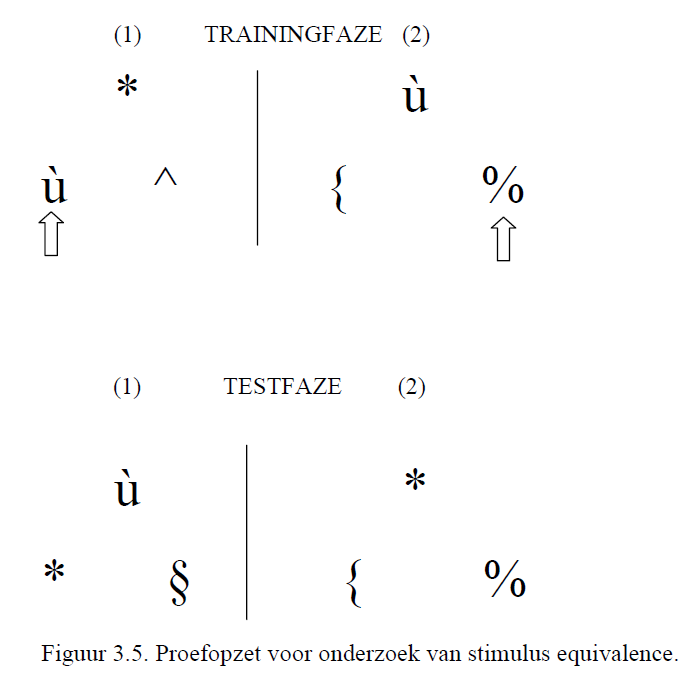 (1) TRAININGFAZE (2)
* ù
ù ^ { %
(1) TESTFAZE (2)
ù *
* § { %
Figuur 3.5. Proefopzet voor onderzoek van stimulus equivalence.